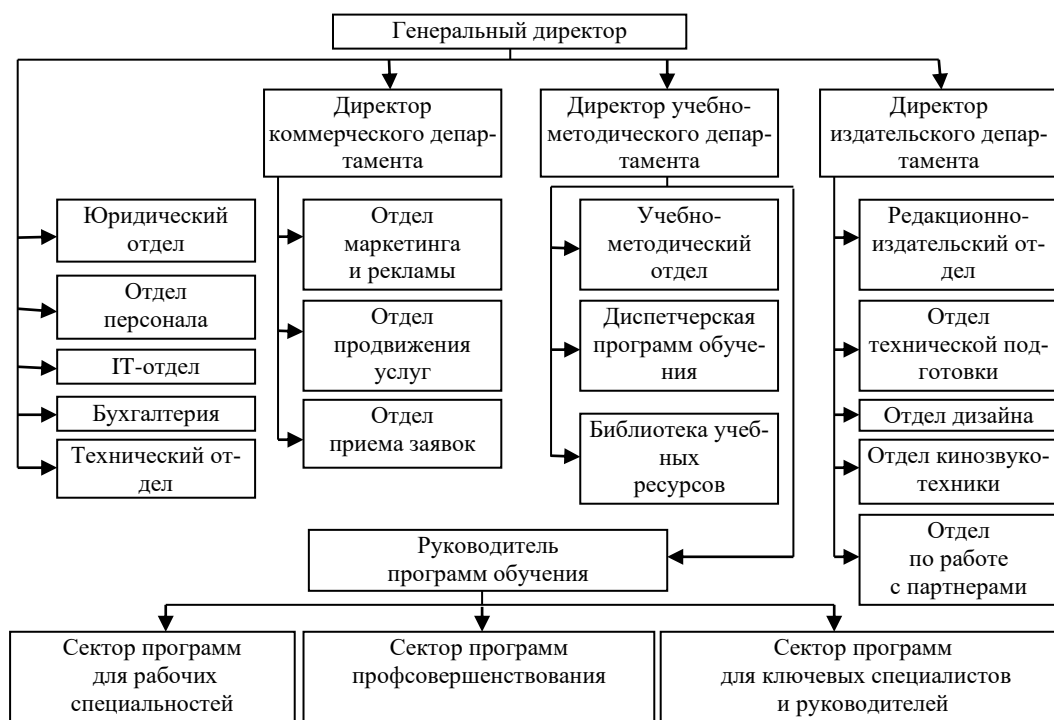 Генеральный директор
Директор
коммерческого депар-
тамента
Директор учебно-
методического депар-
тамента
Директор
издательского депар-
тамента
Юридический
отдел
Отдел
персонала
IT-отдел
Бухгалтерия
Технический от-
дел
Отдел
маркетинга
и рекламы
Отдел
продвижения
услуг
Отдел
приема заявок
Учебно-
методический
отдел
Диспетчерская
программ обуче-
ния
Библиотека учеб-
ных
ресурсов
Редакционно-
издательский от-
дел
Отдел
технической под-
готовки
Отдел дизайна
Отдел кинозвуко-
техники
Отдел
по работе
с партнерами
Руководитель
программ обучения
Сектор программ
для рабочих
специальностей
Сектор программ
профсовершенствования
Сектор программ
для ключевых специалистов
и руководителей